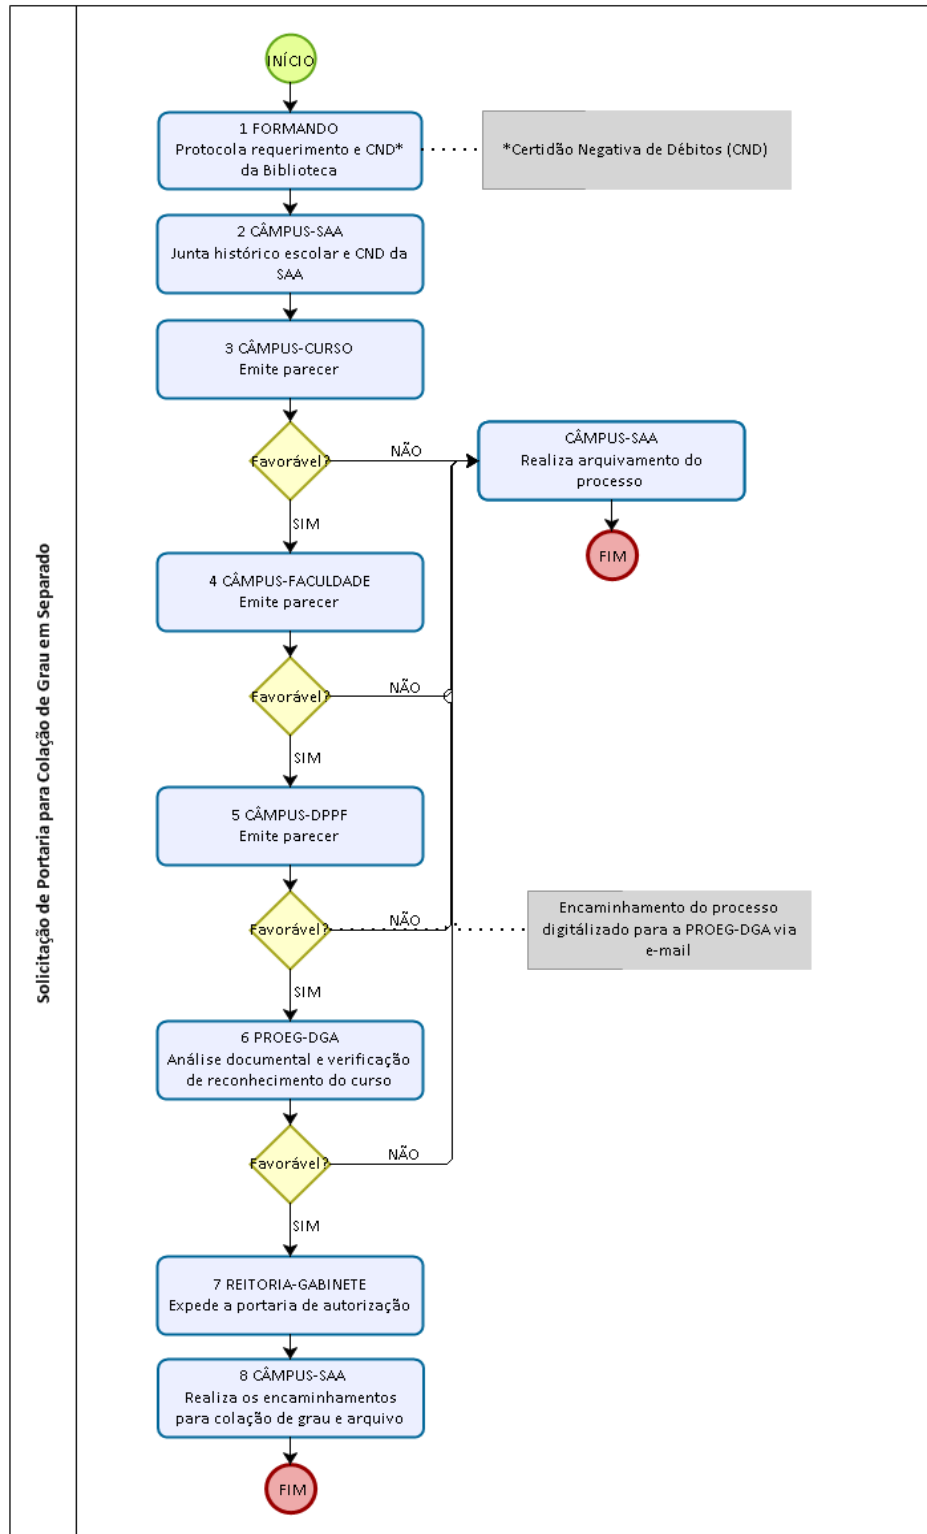 Solicitação de Portaria para Colação de Grau em Separado
INÍCIO
1 FORMANDO
Protocola requerimento e CND*
da Biblioteca
*Certidão Negativa de Débitos (CND)
2 CÂMPUS-SAA
Junta histórico escolar e CND da
SAA
3 CÂMPUS-CURSO
Emite parecer
Favorável?
NÃO
CÂMPUS-SAA
Realiza arquivamento do
processo
SIM
FIM
4 CÂMPUS-FACULDADE
Emite parecer
Favorável?
NÃO
SIM
5 CÂMPUS-DPPF
Emite parecer
Favorável?
NÃO
Encaminhamento do processo
digitálizado para a PROEG-DGA via
e-mail
SIM
6 PROEG-DGA
Análise documental e verificação
de reconhecimento do curso
Favorável?
NÃO
SIM
7 REITORIA-GABINETE
Expede a portaria de autorização
8 CÂMPUS-SAA
Realiza os encaminhamentos
para colação de grau e arquivo
FIM